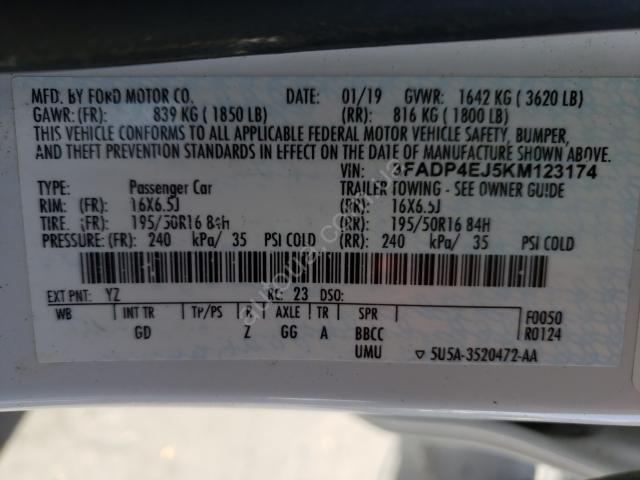 MFD. BY FORD MOTOR CO. DATE: 01/19 GVWR: 1642 KG ( 3620 LB)
GAWR: (FR): 839 KG ( 1850 LB) (RR): 816 KG ( 1800 LB)
THIS VEHICLE CONFORMS TO ALL APPLICABLE FEDERAL MOTOR VEHICLE SAFETY, BUMPER,
AND THEFT PREVENTION STANDARDS IN EFFECT ON THE DATE OF MANUFACTURE SHOWN ABOVE.
VIN: 3FADP4EJ5KM123174
TYPE: Passenger Car TRAILER TOWING - SEE OWNER GUIDE
RIM: (FR): 16X6.5J (RR): 16X6.5J
TIRE: (FR): 195/50R16 84H (RR): 195/50R16 84H
PRESSURE: (FR): 240 kPa/ 35 PSI COLD (RR): 240 kPa/ 35 PSI COLD
EXT PNT: YZ RC: 23 DSO:
WB INT TR TP/PS R AXLE TR SPR F0050
GD Z GG A BBCC R0124
UMU ▽ 5U5A-3520472-AA